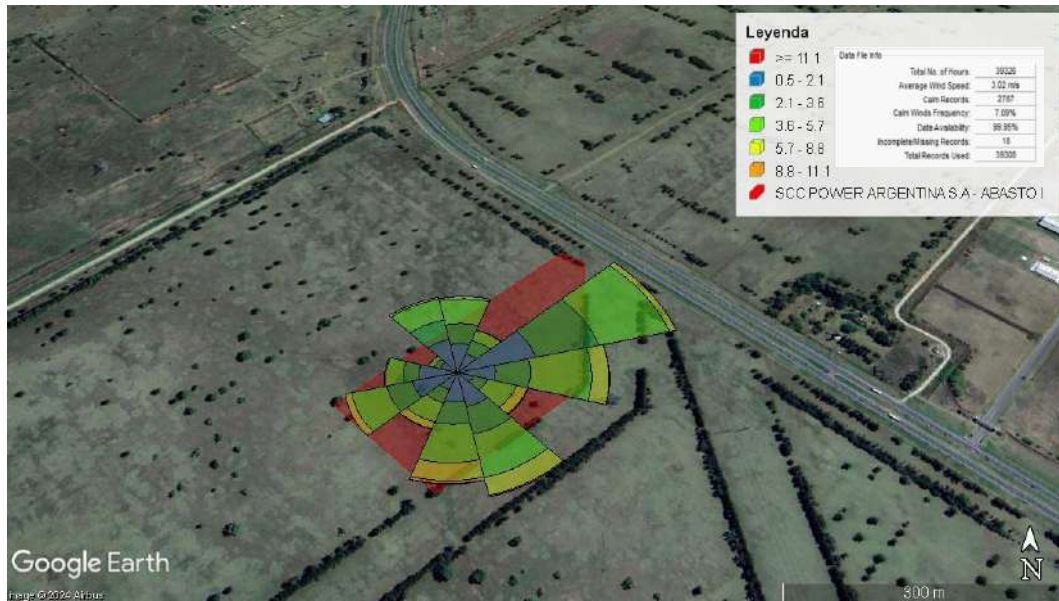 Leyenda
>= 11.1
0.5 - 2.1
2.1 - 3.6
3.6 - 5.7
5.7 - 8.8
8.8 - 11.1
SCC POWER ARGENTINA S.A - ABASTO I
Data File Info
Total No. of Hours: 39326
Average Wind Speed: 3.02 m/s
Calm Records: 2787
Calm Winds Frequency: 7.09%
Data Availability: 99.95%
Incomplete/Missing Records: 18
Total Records Used: 39308
Google Earth
Image © 2024 Airbus
N
300 m